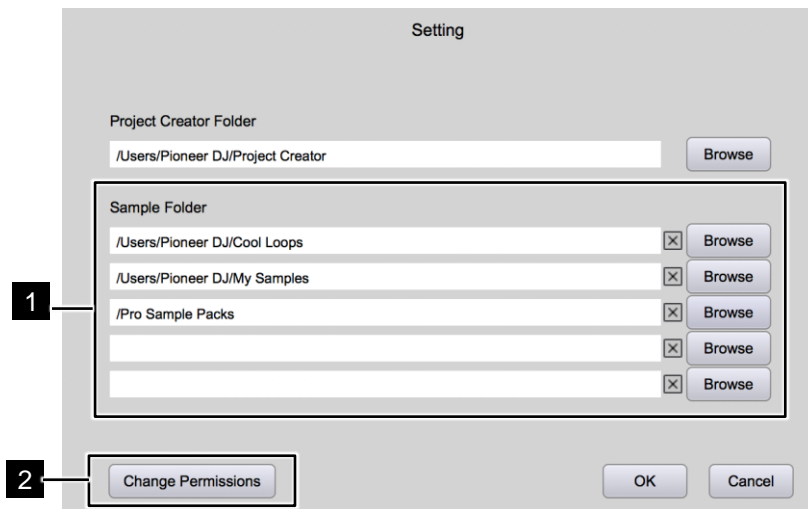 Setting
Project Creator Folder
/Users/Pioneer DJ/Project Creator Browse
Sample Folder
/Users/Pioneer DJ/Cool Loops Browse
/Users/Pioneer DJ/My Samples Browse
1
/Pro Sample Packs Browse
Browse
Browse
2 Change Permissions OK Cancel